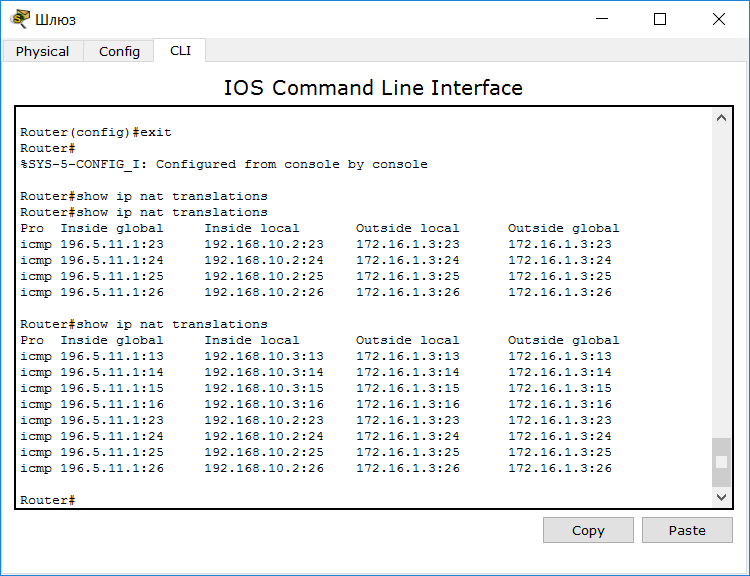 Шлюз
Physical Config CLI
IOS Command Line Interface
Router(config)#exit
Router#
%SYS-5-CONFIG_I: Configured from console by console
Router#show ip nat translations
Router#show ip nat translations
Pro  Inside global     Inside local       Outside local      Outside global
icmp 196.5.11.1:23     192.168.10.2:23    172.16.1.3:23      172.16.1.3:23
icmp 196.5.11.1:24     192.168.10.2:24    172.16.1.3:24      172.16.1.3:24
icmp 196.5.11.1:25     192.168.10.2:25    172.16.1.3:25      172.16.1.3:25
icmp 196.5.11.1:26     192.168.10.2:26    172.16.1.3:26      172.16.1.3:26
Router#show ip nat translations
Pro  Inside global     Inside local       Outside local      Outside global
icmp 196.5.11.1:13     192.168.10.3:13    172.16.1.3:13      172.16.1.3:13
icmp 196.5.11.1:14     192.168.10.3:14    172.16.1.3:14      172.16.1.3:14
icmp 196.5.11.1:15     192.168.10.3:15    172.16.1.3:15      172.16.1.3:15
icmp 196.5.11.1:16     192.168.10.3:16    172.16.1.3:16      172.16.1.3:16
icmp 196.5.11.1:23     192.168.10.2:23    172.16.1.3:23      172.16.1.3:23
icmp 196.5.11.1:24     192.168.10.2:24    172.16.1.3:24      172.16.1.3:24
icmp 196.5.11.1:25     192.168.10.2:25    172.16.1.3:25      172.16.1.3:25
icmp 196.5.11.1:26     192.168.10.2:26    172.16.1.3:26      172.16.1.3:26
Router#
Copy Paste